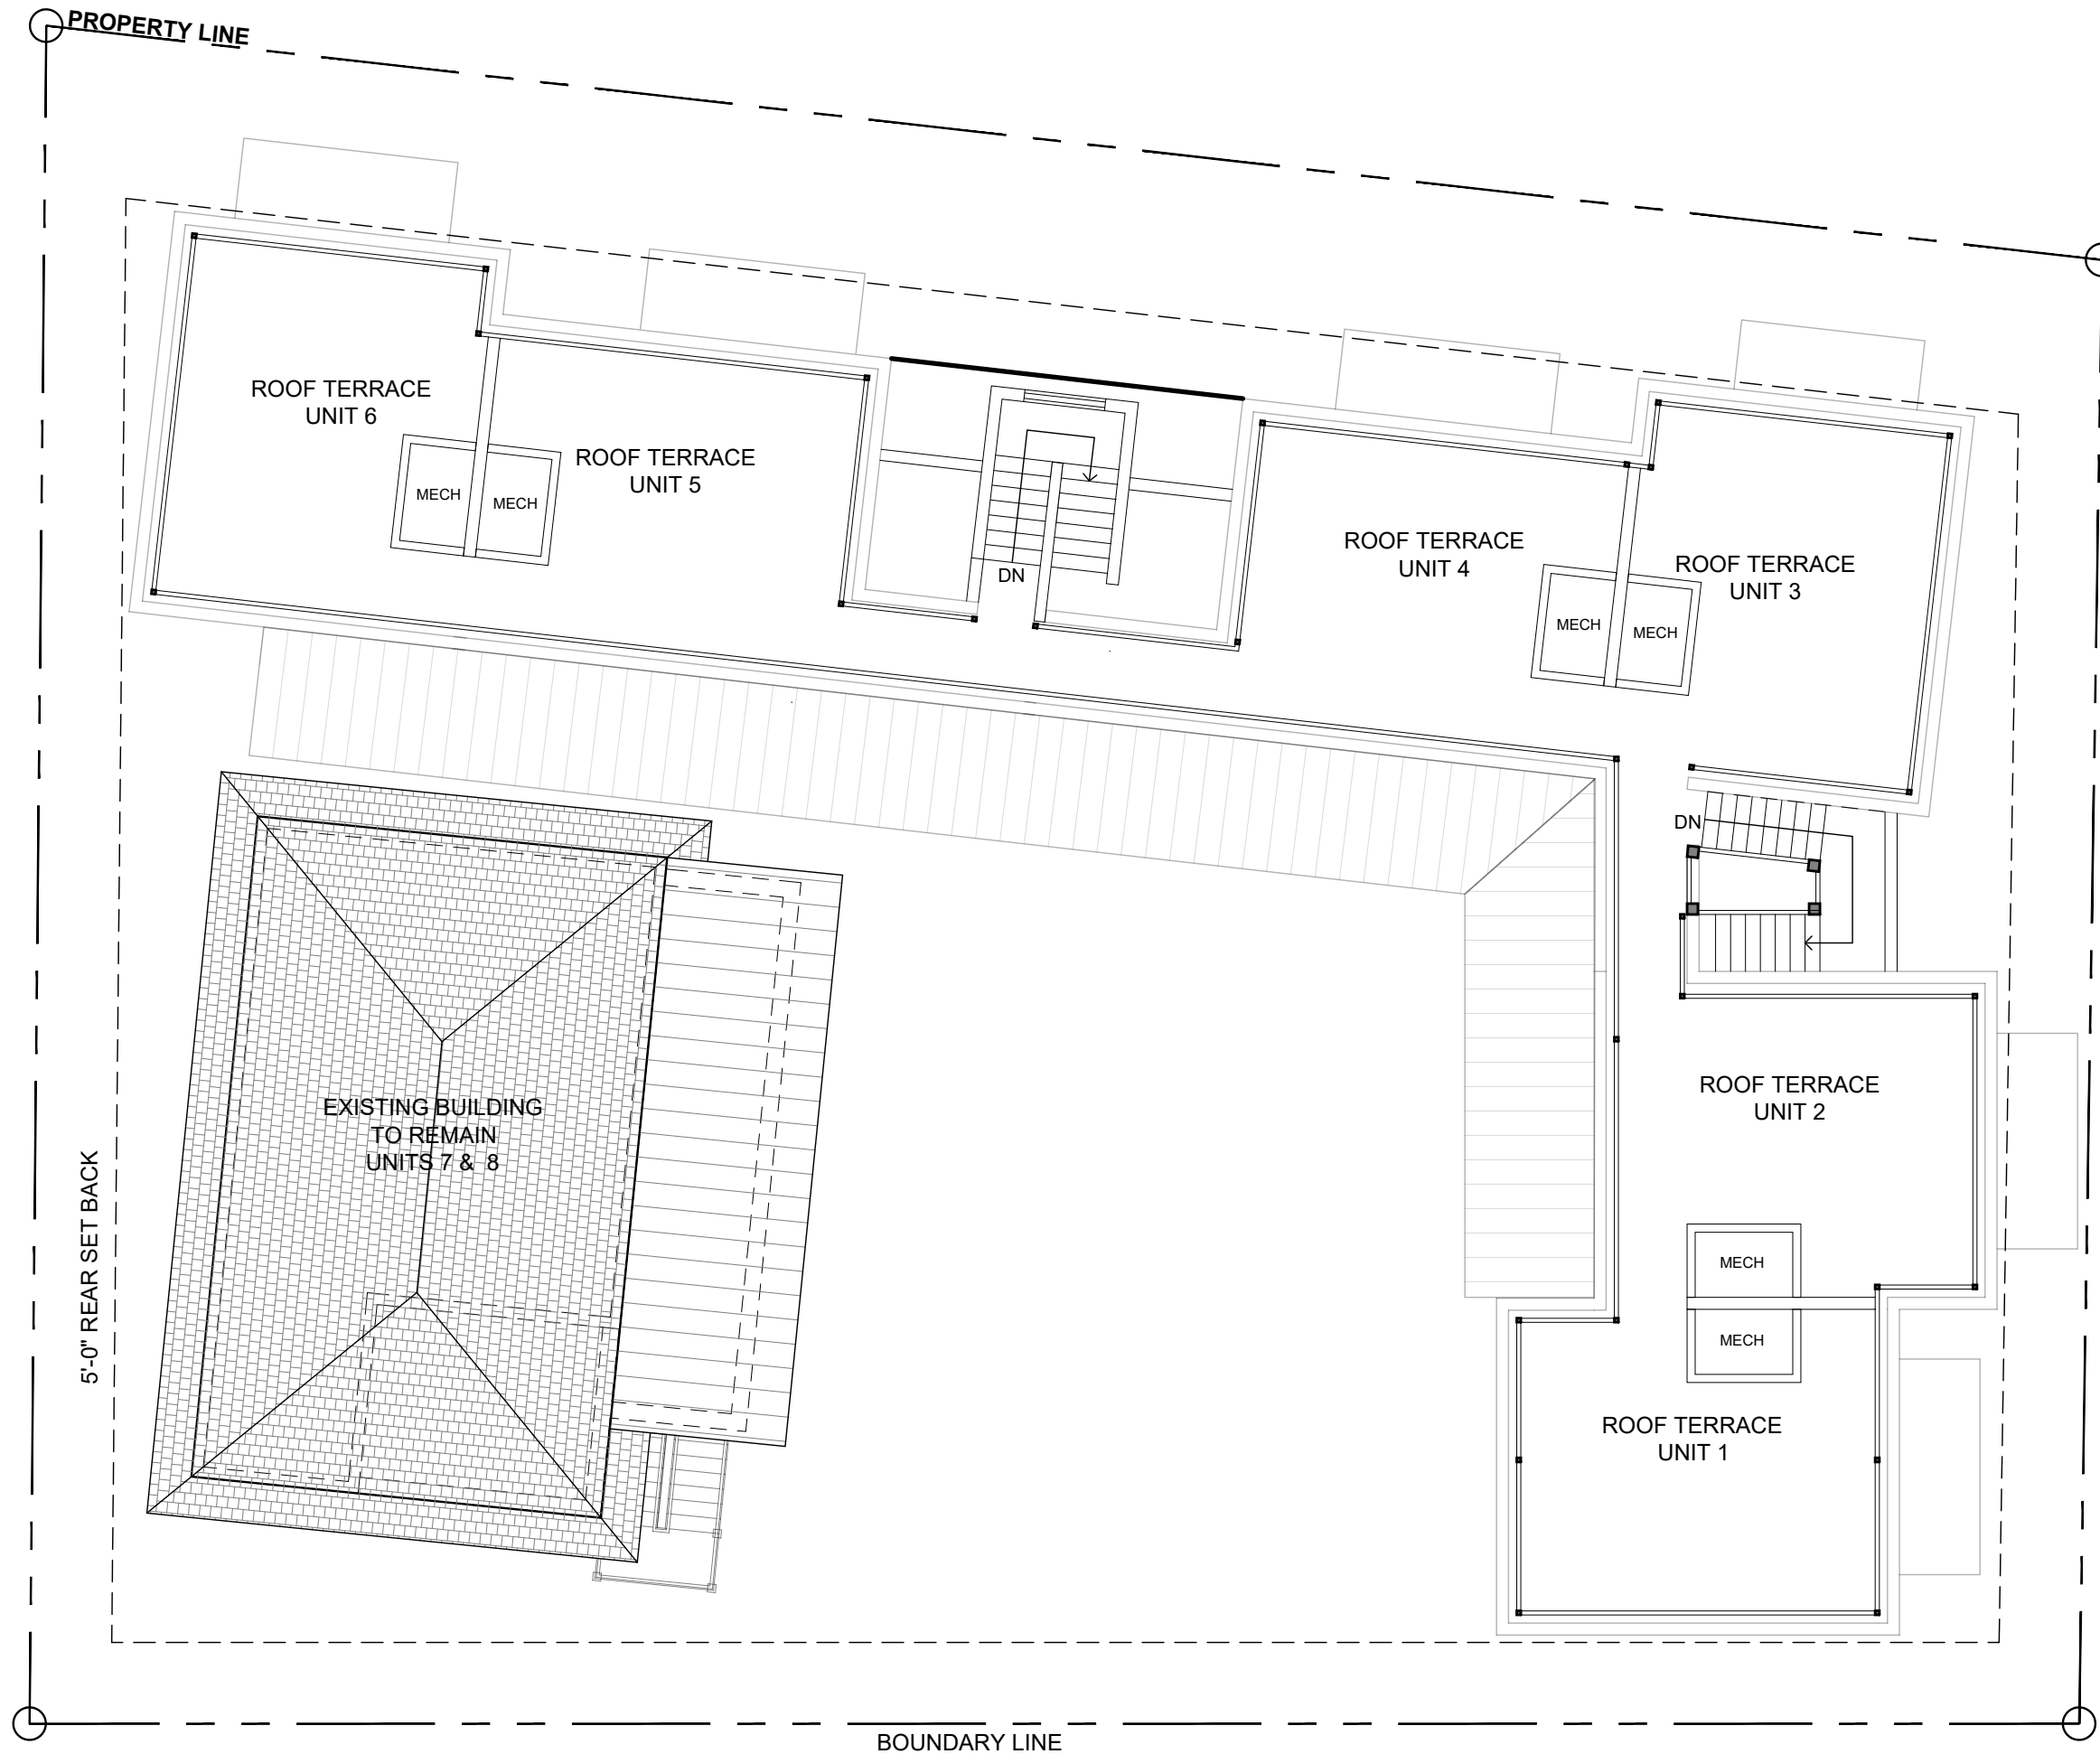 PROPERTY LINE
ROOF TERRACE
UNIT 6
ROOF TERRACE
UNIT 5
MECH
MECH
DN
ROOF TERRACE
UNIT 4
ROOF TERRACE
UNIT 3
MECH
MECH
DN
ROOF TERRACE
UNIT 2
EXISTING BUILDING
TO REMAIN
UNITS 7 & 8
5'-0" REAR SET BACK
MECH
MECH
ROOF TERRACE
UNIT 1
BOUNDARY LINE